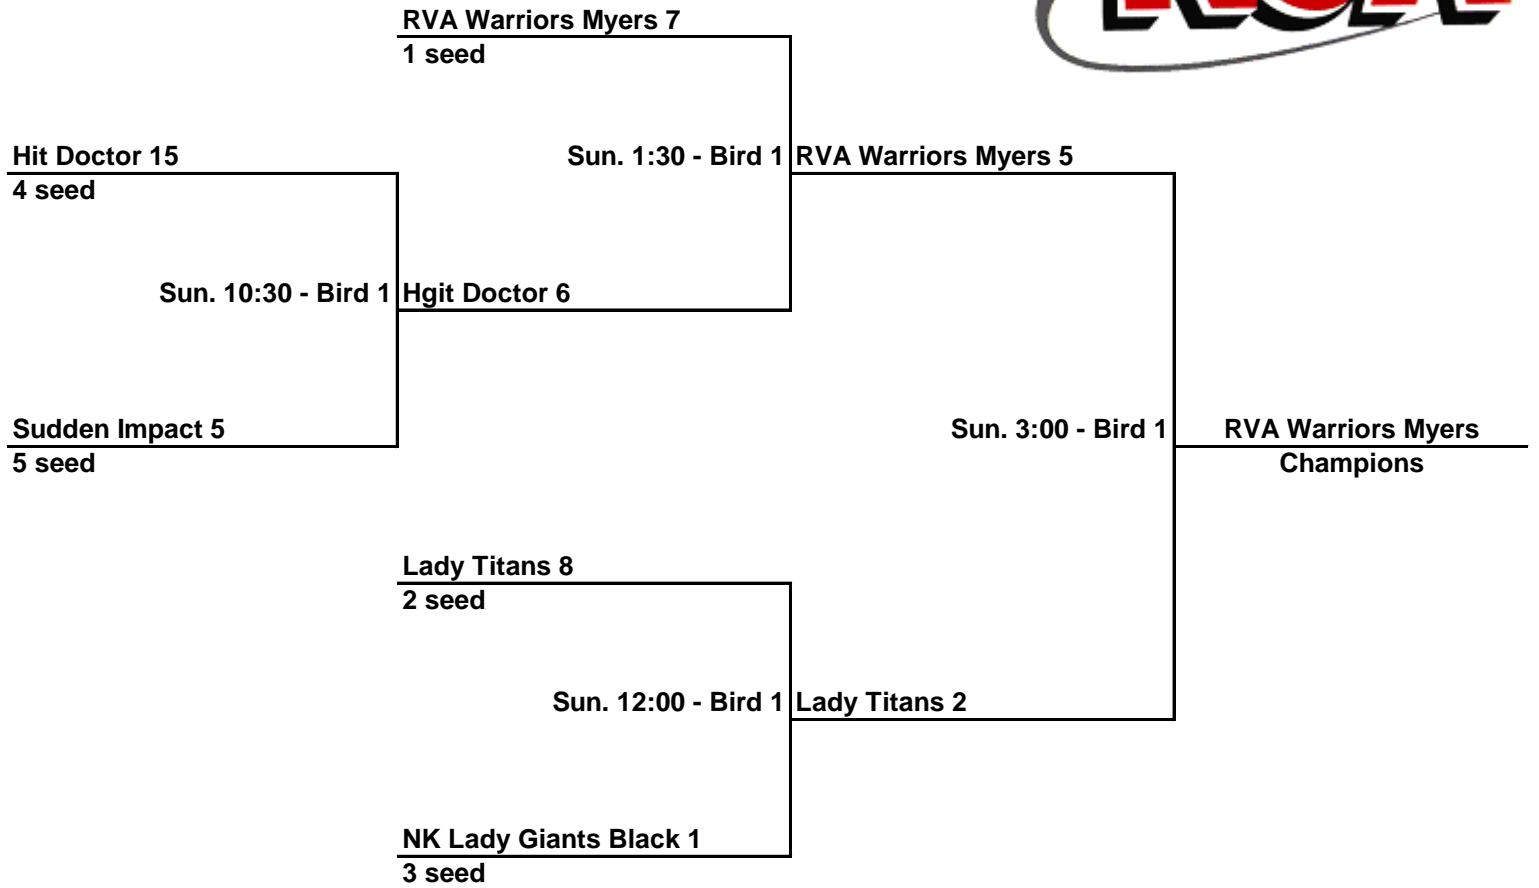 RVA Warriors Myers 7
1 seed
Hit Doctor 15
Sun. 1:30 - Bird 1
RVA Warriors Myers 5
4 seed
Sun. 10:30 - Bird 1
Hgit Doctor 6
Sudden Impact 5
Sun. 3:00 - Bird 1
RVA Warriors Myers
5 seed
Champions
Lady Titans 8
2 seed
Sun. 12:00 - Bird 1
Lady Titans 2
NK Lady Giants Black 1
3 seed